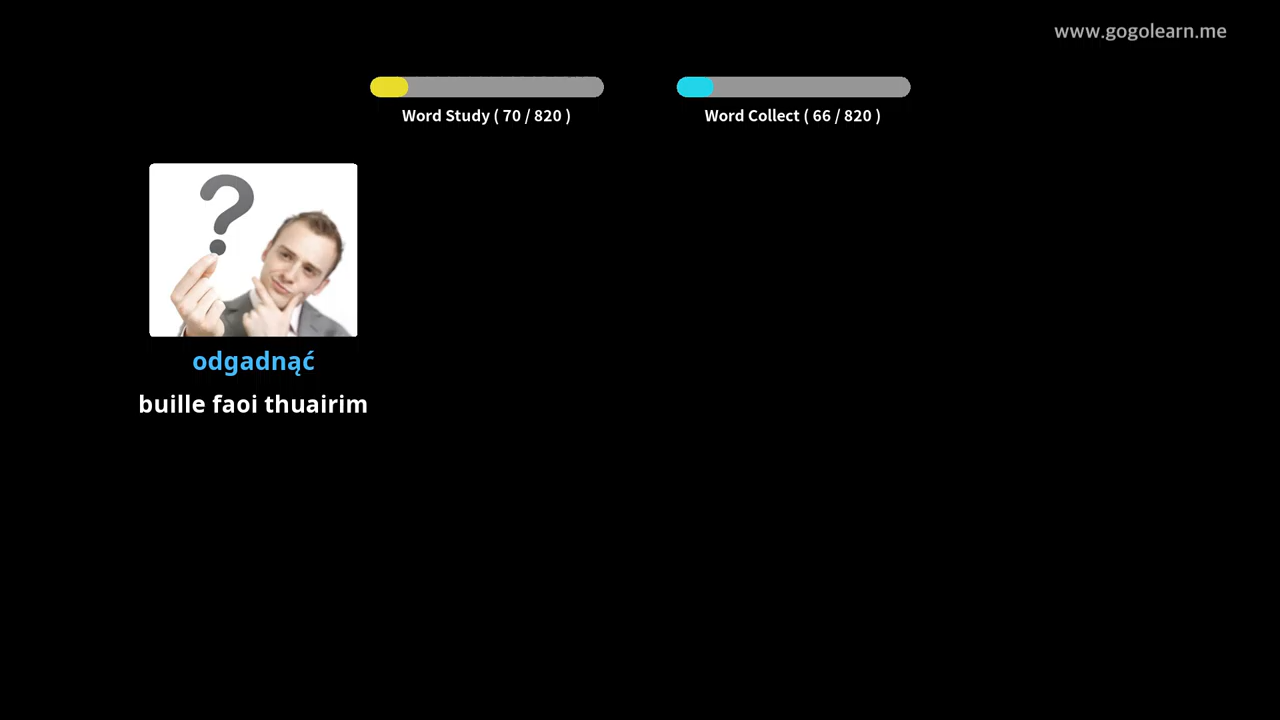 www.gogolearn.me
Word Study ( 70 / 820 )
Word Collect ( 66 / 820 )
?
odgadnąć
buille faoi thuairim